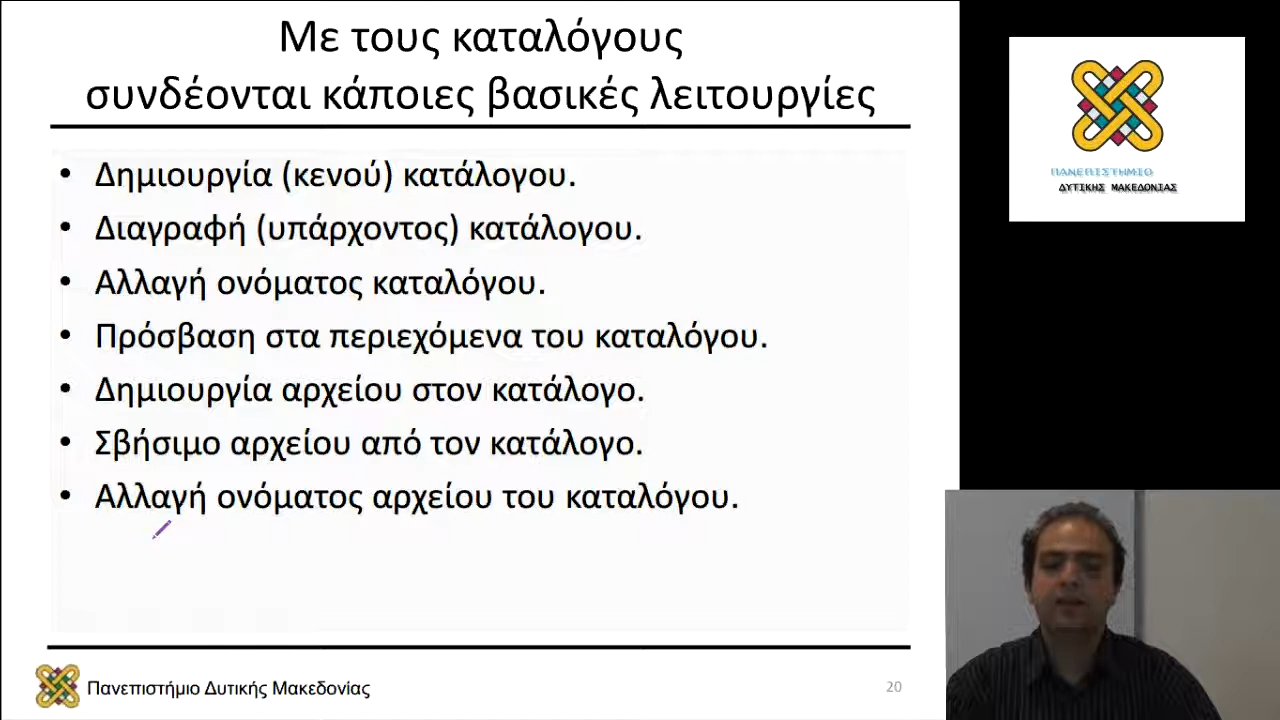 Με τους καταλόγους
συνδέονται κάποιες βασικές λειτουργίες
• Δημιουργία (κενού) κατάλογου.
• Διαγραφή (υπάρχοντος) κατάλογου.
• Αλλαγή ονόματος καταλόγου.
• Πρόσβαση στα περιεχόμενα του καταλόγου.
• Δημιουργία αρχείου στον κατάλογο.
• Σβήσιμο αρχείου από τον κατάλογο.
• Αλλαγή ονόματος αρχείου του καταλόγου.
Πανεπιστήμιο Δυτικής Μακεδονίας
20
ΠΑΝΕΠΙΣΤΗΜΙΟ
ΔΥΤΙΚΗΣ ΜΑΚΕΔΟΝΙΑΣ